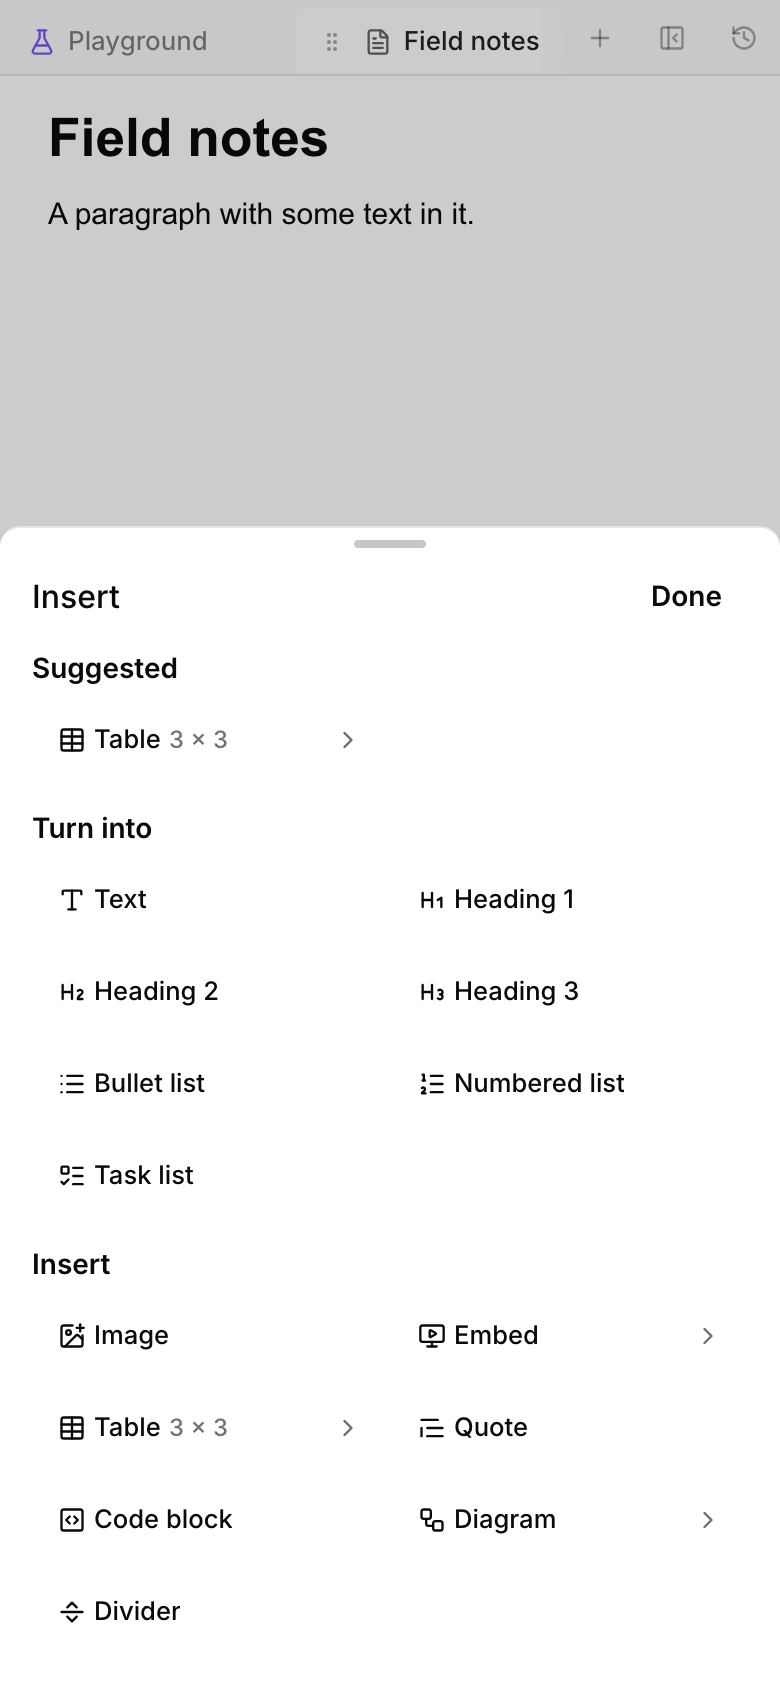 Playground
Field notes
Field notes
A paragraph with some text in it.
Insert
Done
Suggested
Table 3 × 3
Turn into
Text
Heading 1
Heading 2
Heading 3
Bullet list
Numbered list
Task list
Insert
Image
Embed
Table 3 × 3
Quote
Code block
Diagram
Divider